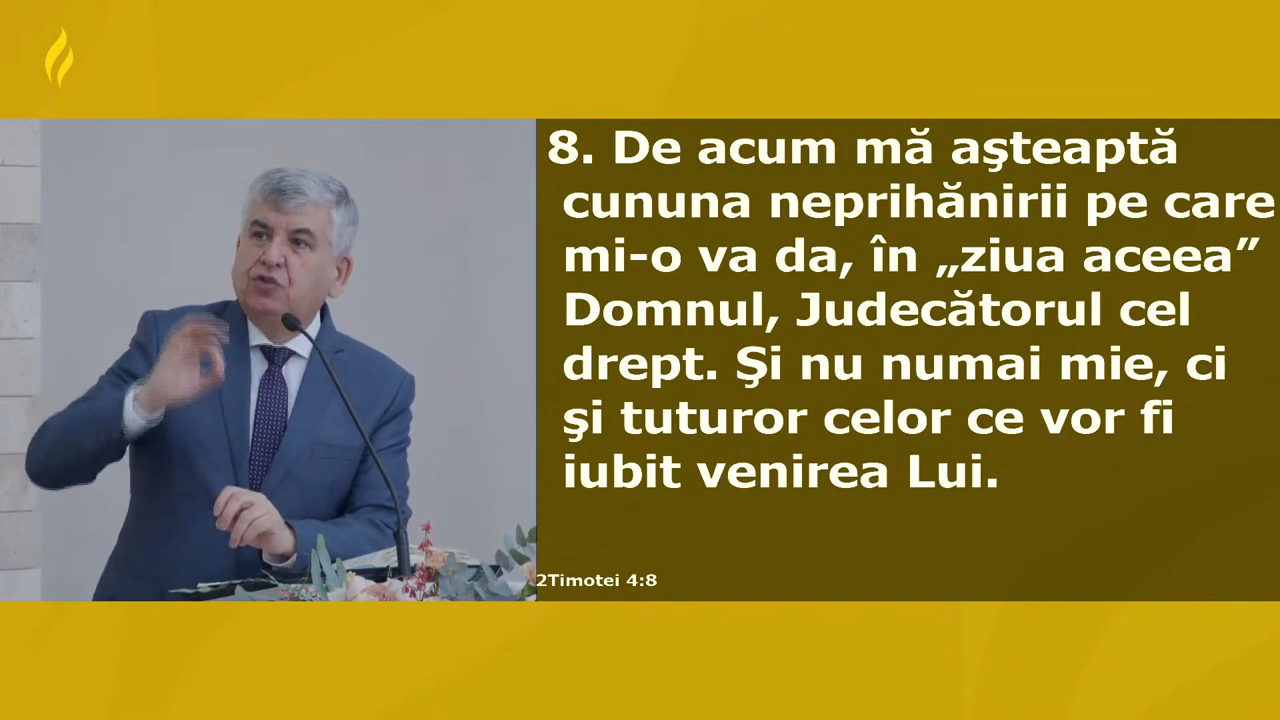 8. De acum mă aşteaptă
cununa neprihănirii pe care
mi-o va da, în „ziua aceea”
Domnul, Judecătorul cel
drept. Şi nu numai mie, ci
şi tuturor celor ce vor fi
iubit venirea Lui.
2Timotei 4:8